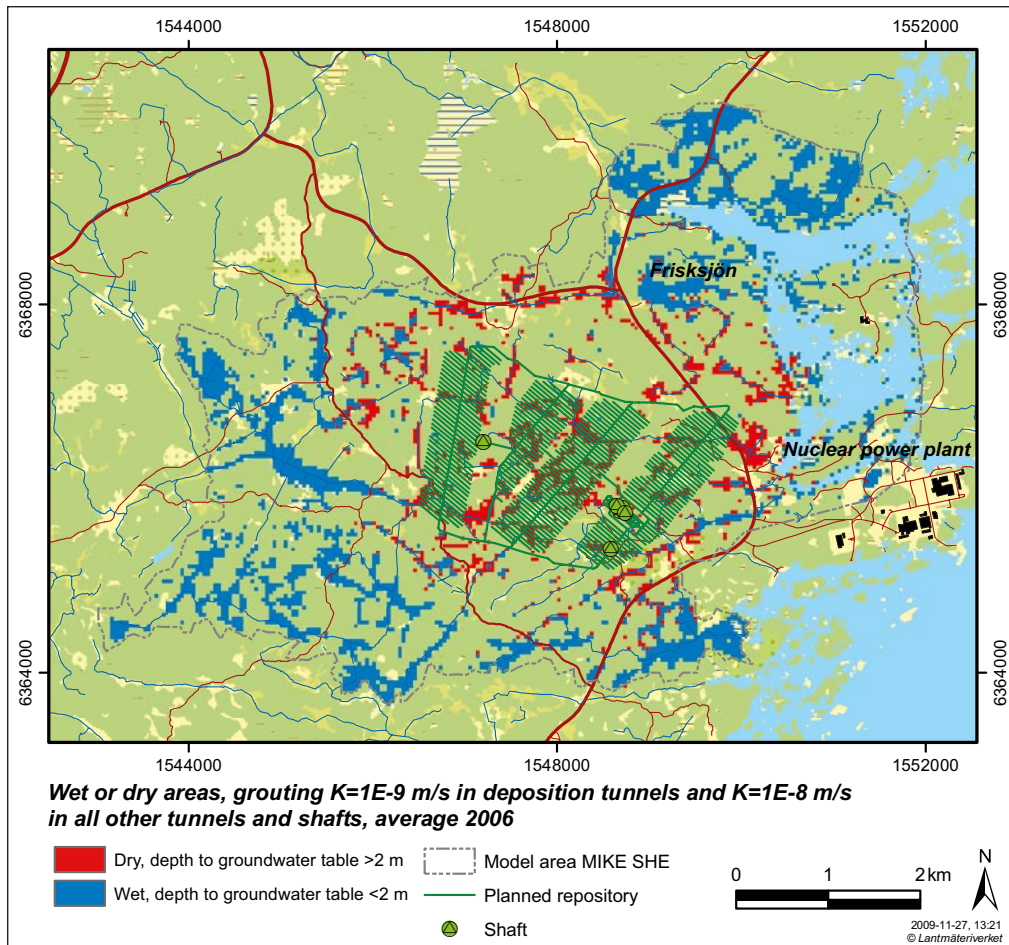 1544000 1548000 1552000
Frisksjön
6368000 6368000
Nuclear power plant
6364000 6364000
1544000 1548000 1552000
Wet or dry areas, grouting K=1E-9 m/s in deposition tunnels and K=1E-8 m/s
in all other tunnels and shafts, average 2006
Dry, depth to groundwater table >2 m
Wet, depth to groundwater table <2 m
Model area MIKE SHE
Planned repository
Shaft
0 1 2 km
N
2009-11-27, 13:21
© Lantmäteriverket